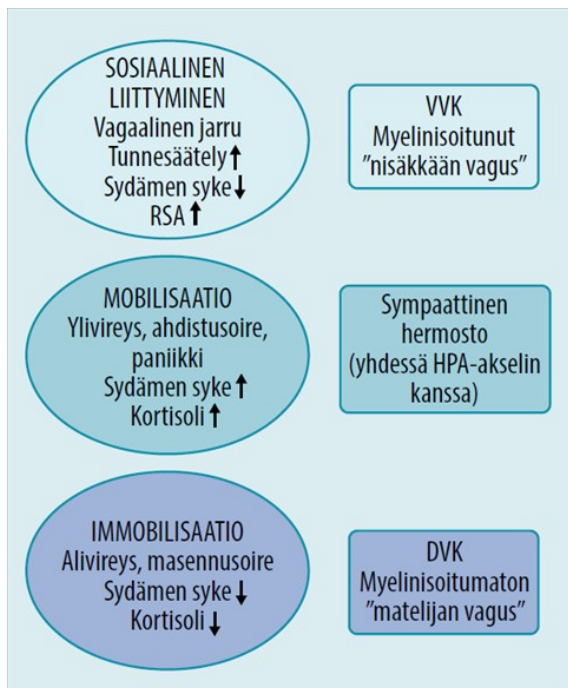 SOSIAALINEN
LIITTYMINEN
Vagaalinen jarru
Tunnesäätely ↑
Sydämen syke ↓
RSA ↑
VVK
Myelinisoitunut
”nisäkkään vagus”
MOBILISAATIO
Ylivireys, ahdistusoire,
paniikki
Sydämen syke ↑
Kortisoli ↑
Sympaattinen
hermosto
(yhdessä HPA-akselin
kanssa)
IMMOBILISAATIO
Alivireys, masennusoire
Sydämen syke ↓
Kortisoli ↓
DVK
Myelinisoitumaton
”matelijan vagus”